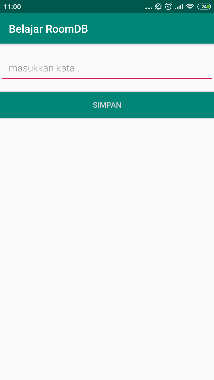 11:00
Belajar RoomDB
masukkan kata
SIMPAN